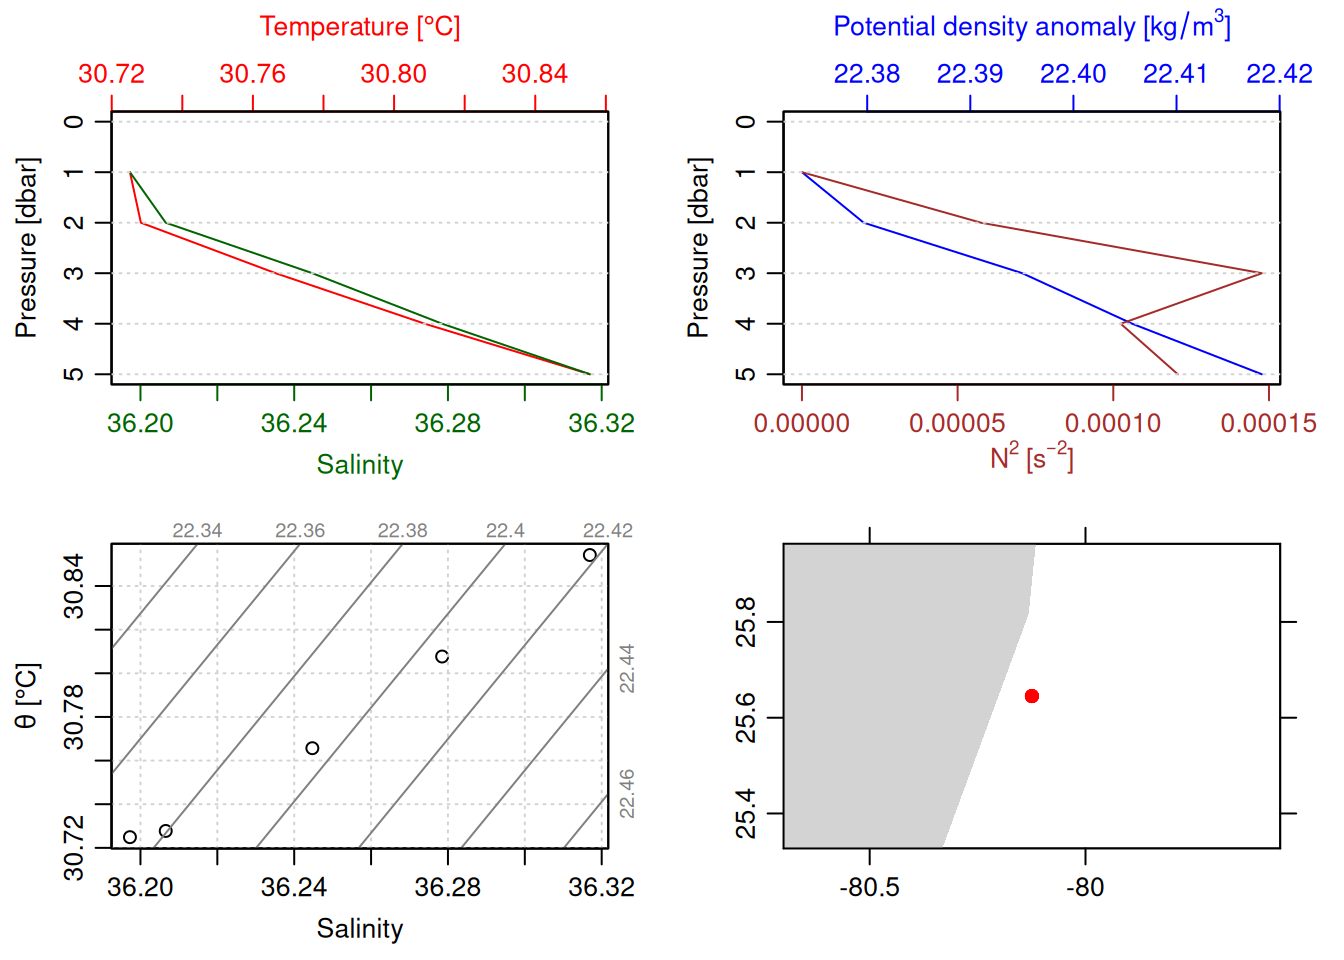 Temperature [°C]
30.72 30.76 30.80 30.84
0
1
2
3
4
5
Pressure [dbar]
36.20 36.24 36.28 36.32
Salinity
Potential density anomaly [kg/m³]
22.38 22.39 22.40 22.41 22.42
0
1
2
3
4
5
Pressure [dbar]
0.00000 0.00005 0.00010 0.00015
N² [s⁻²]
22.34 22.36 22.38 22.4 22.42
22.44
22.46
30.84
30.78
30.72
θ [°C]
36.20 36.24 36.28 36.32
Salinity
25.8
25.6
25.4
-80.5 -80